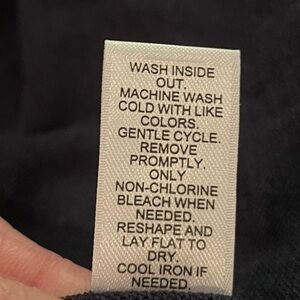 WASH INSIDE
OUT.
MACHINE WASH
COLD WITH LIKE
COLORS.
GENTLE CYCLE.
REMOVE
PROMPTLY.
ONLY
NON-CHLORINE
BLEACH WHEN
NEEDED.
RESHAPE AND
LAY FLAT TO
DRY.
COOL IRON IF
NEEDED.